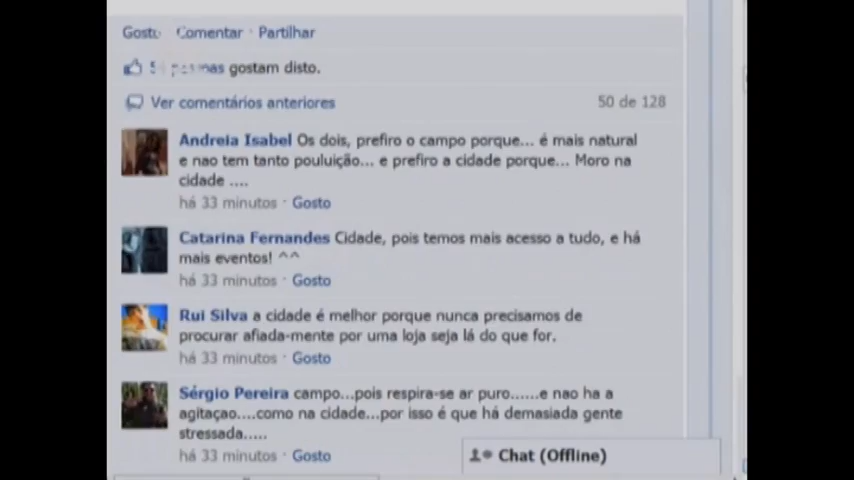 Gosto · Comentar · Partilhar
gostam disto.
Ver comentários anteriores 50 de 128
Andreia Isabel Os dois, prefiro o campo porque... é mais natural
e nao tem tanto pouluição... e prefiro a cidade porque... Moro na
cidade ....
há 33 minutos · Gosto
Catarina Fernandes Cidade, pois temos mais acesso a tudo, e há
mais eventos! ^^
há 33 minutos · Gosto
Rui Silva a cidade é melhor porque nunca precisamos de
procurar afiada-mente por uma loja seja lá do que for.
há 33 minutos · Gosto
Sérgio Pereira campo...pois respira-se ar puro......e nao ha a
agitaçao....como na cidade...por isso é que há demasiada gente
stressada.....
há 33 minutos · Gosto
Chat (Offline)